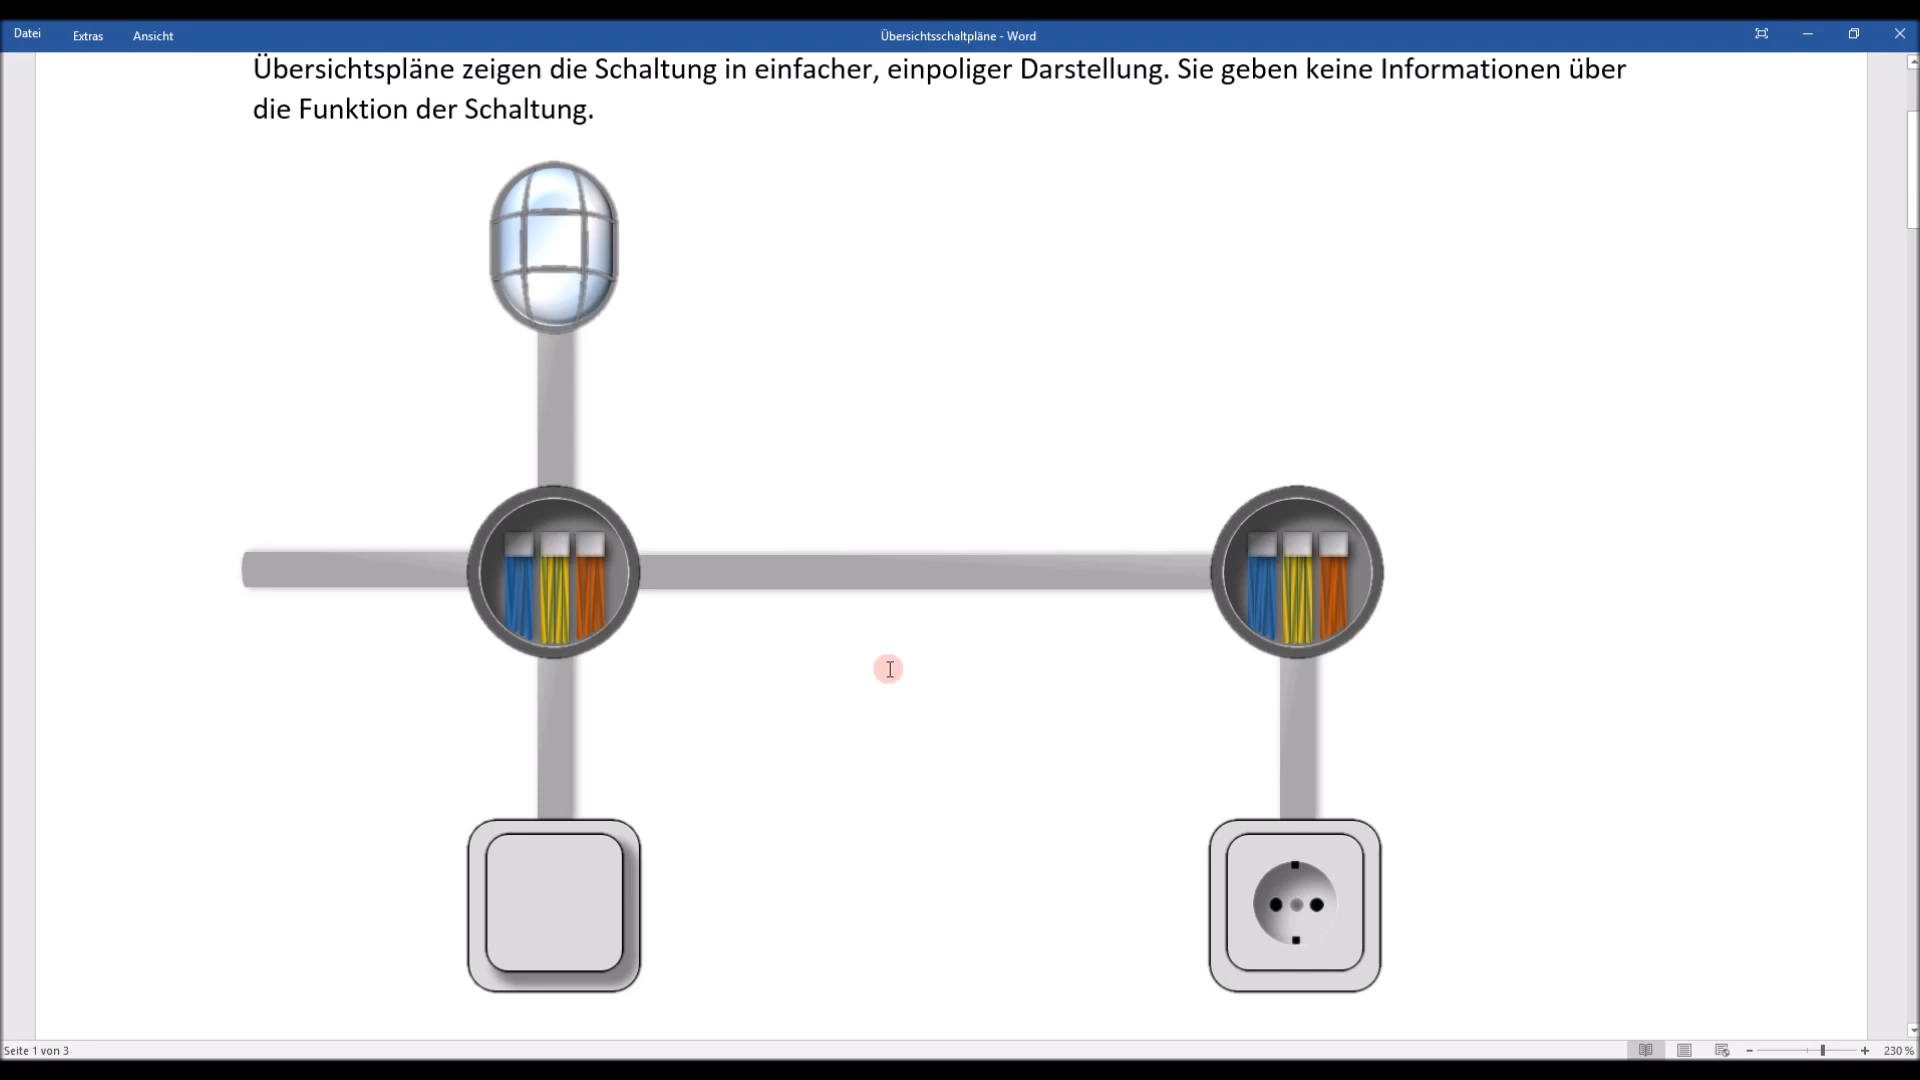 Datei
Extras
Ansicht
Übersichtsschaltpläne - Word
Übersichtspläne zeigen die Schaltung in einfacher, einpoliger Darstellung. Sie geben keine Informationen über
die Funktion der Schaltung.
Seite 1 von 3
230 %